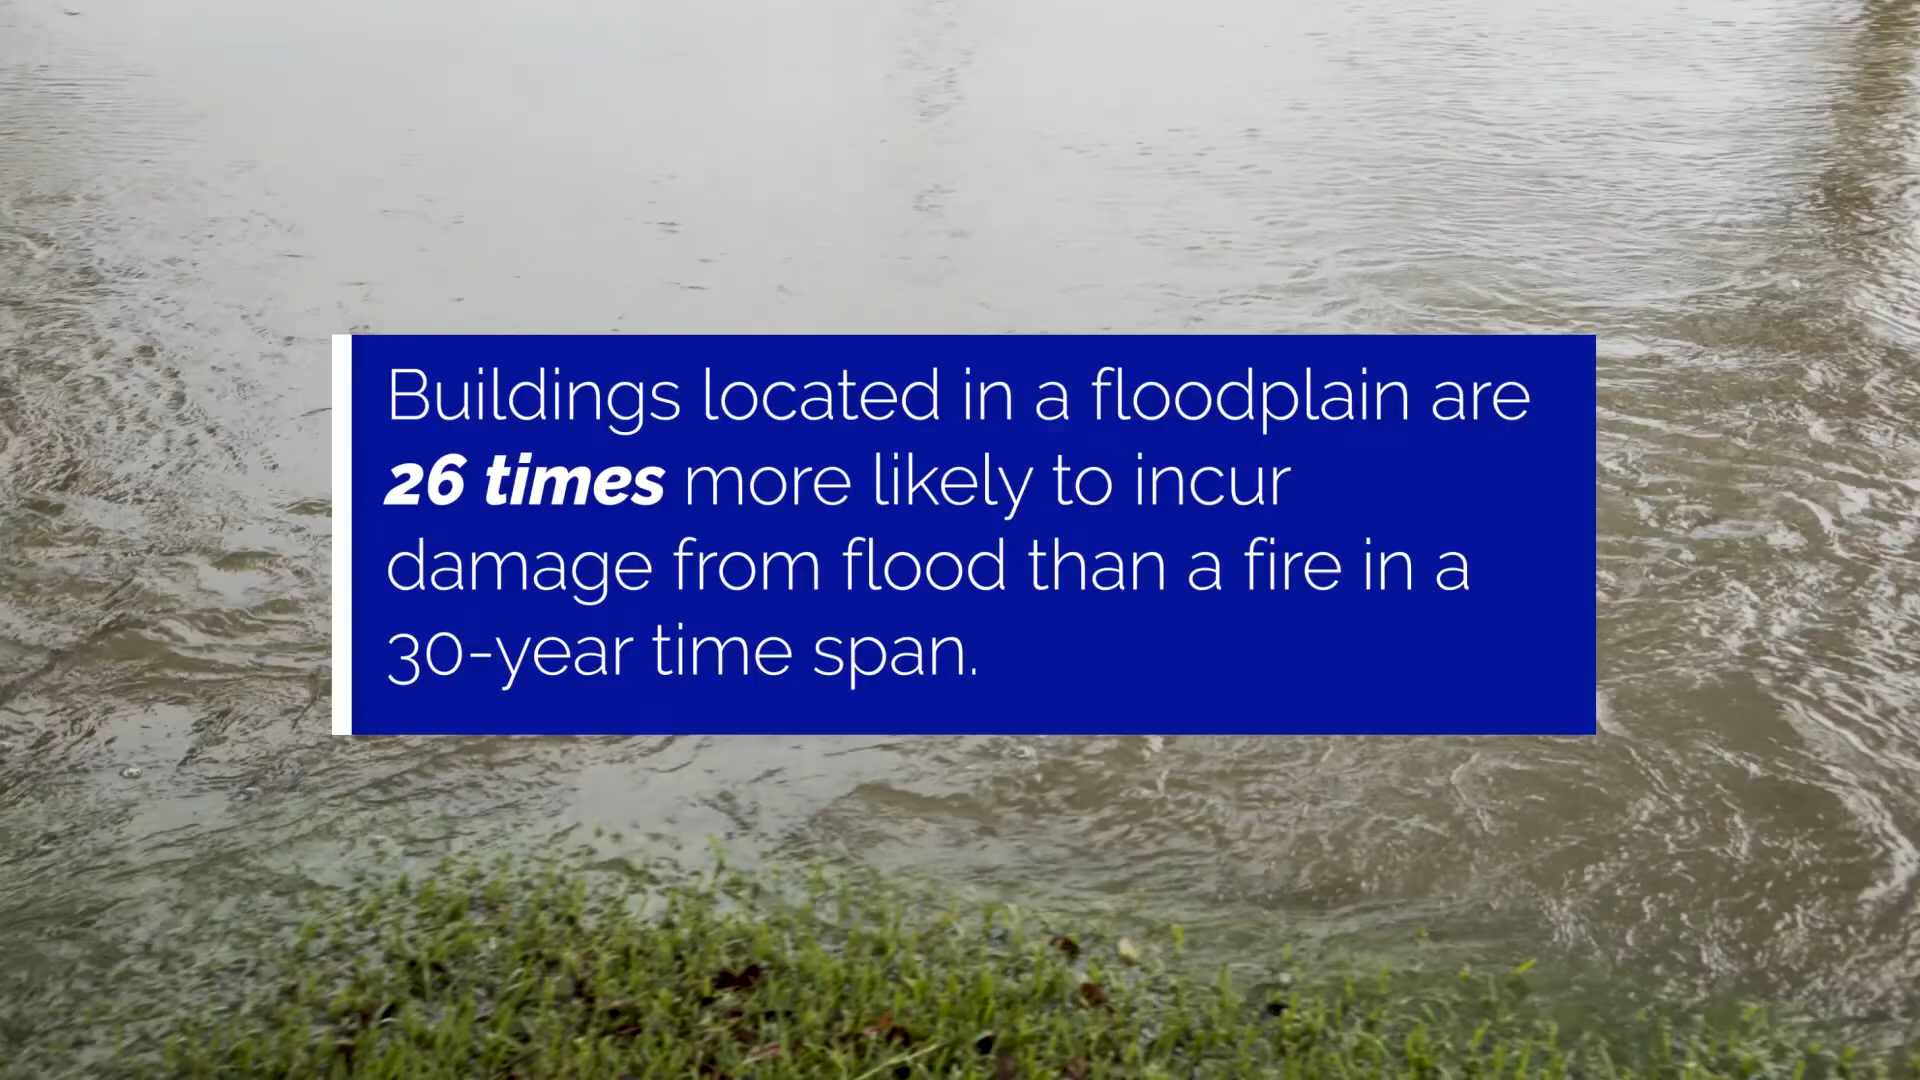 Buildings located in a floodplain are
26 times more likely to incur
damage from flood than a fire in a
30-year time span.